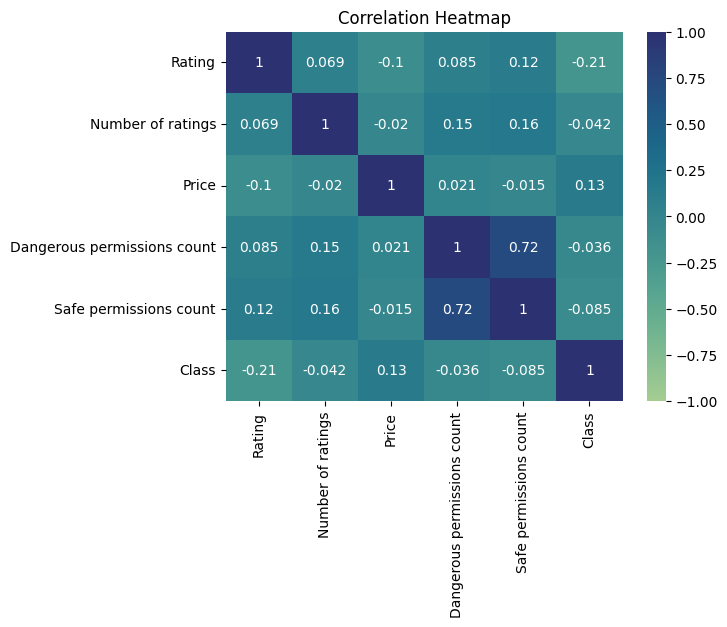 Correlation Heatmap
Rating 1 0.069 -0.1 0.085 0.12 -0.21
Number of ratings 0.069 1 -0.02 0.15 0.16 -0.042
Price -0.1 -0.02 1 0.021 -0.015 0.13
Dangerous permissions count 0.085 0.15 0.021 1 0.72 -0.036
Safe permissions count 0.12 0.16 -0.015 0.72 1 -0.085
Class -0.21 -0.042 0.13 -0.036 -0.085 1
Rating
Number of ratings
Price
Dangerous permissions count
Safe permissions count
Class
1.00
0.75
0.50
0.25
0.00
−0.25
−0.50
−0.75
−1.00